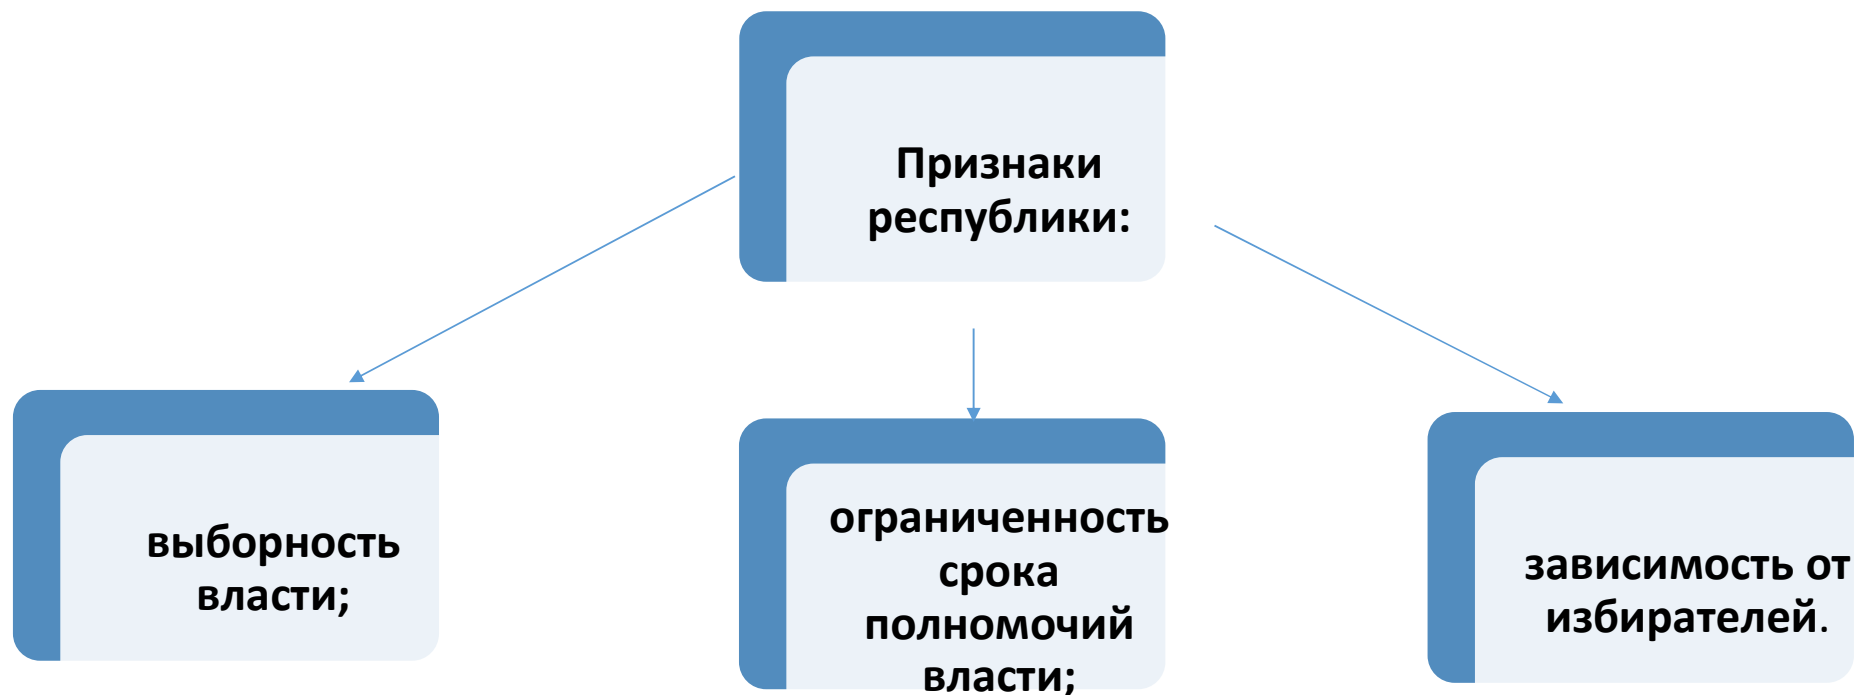 Признаки
республики:
выборность
власти;
ограниченность
срока
полномочий
власти;
зависимость от
избирателей.